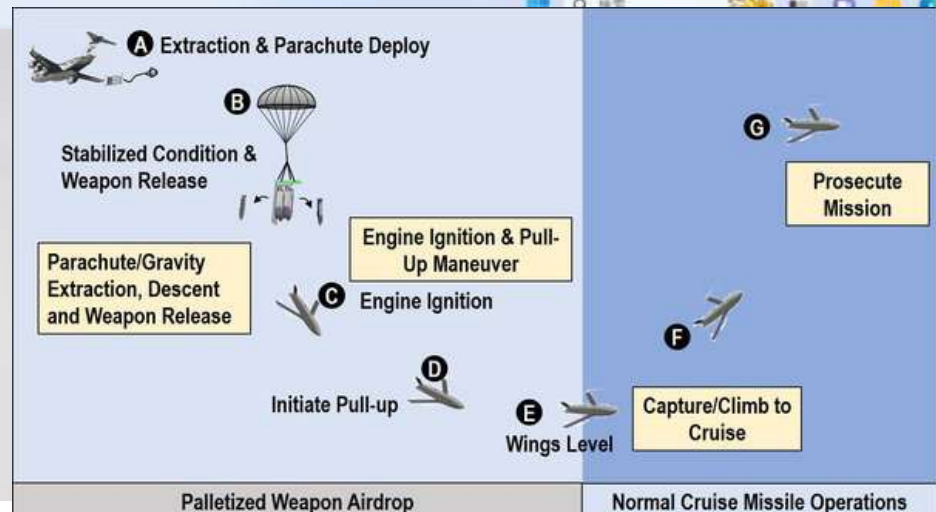 A Extraction & Parachute Deploy
B
Stabilized Condition &
Weapon Release
G
Prosecute
Mission
Engine Ignition & Pull-
Up Maneuver
Parachute/Gravity
Extraction, Descent
and Weapon Release
C Engine Ignition
F
D
Initiate Pull-up
E
Wings Level
Capture/Climb to
Cruise
Palletized Weapon Airdrop
Normal Cruise Missile Operations